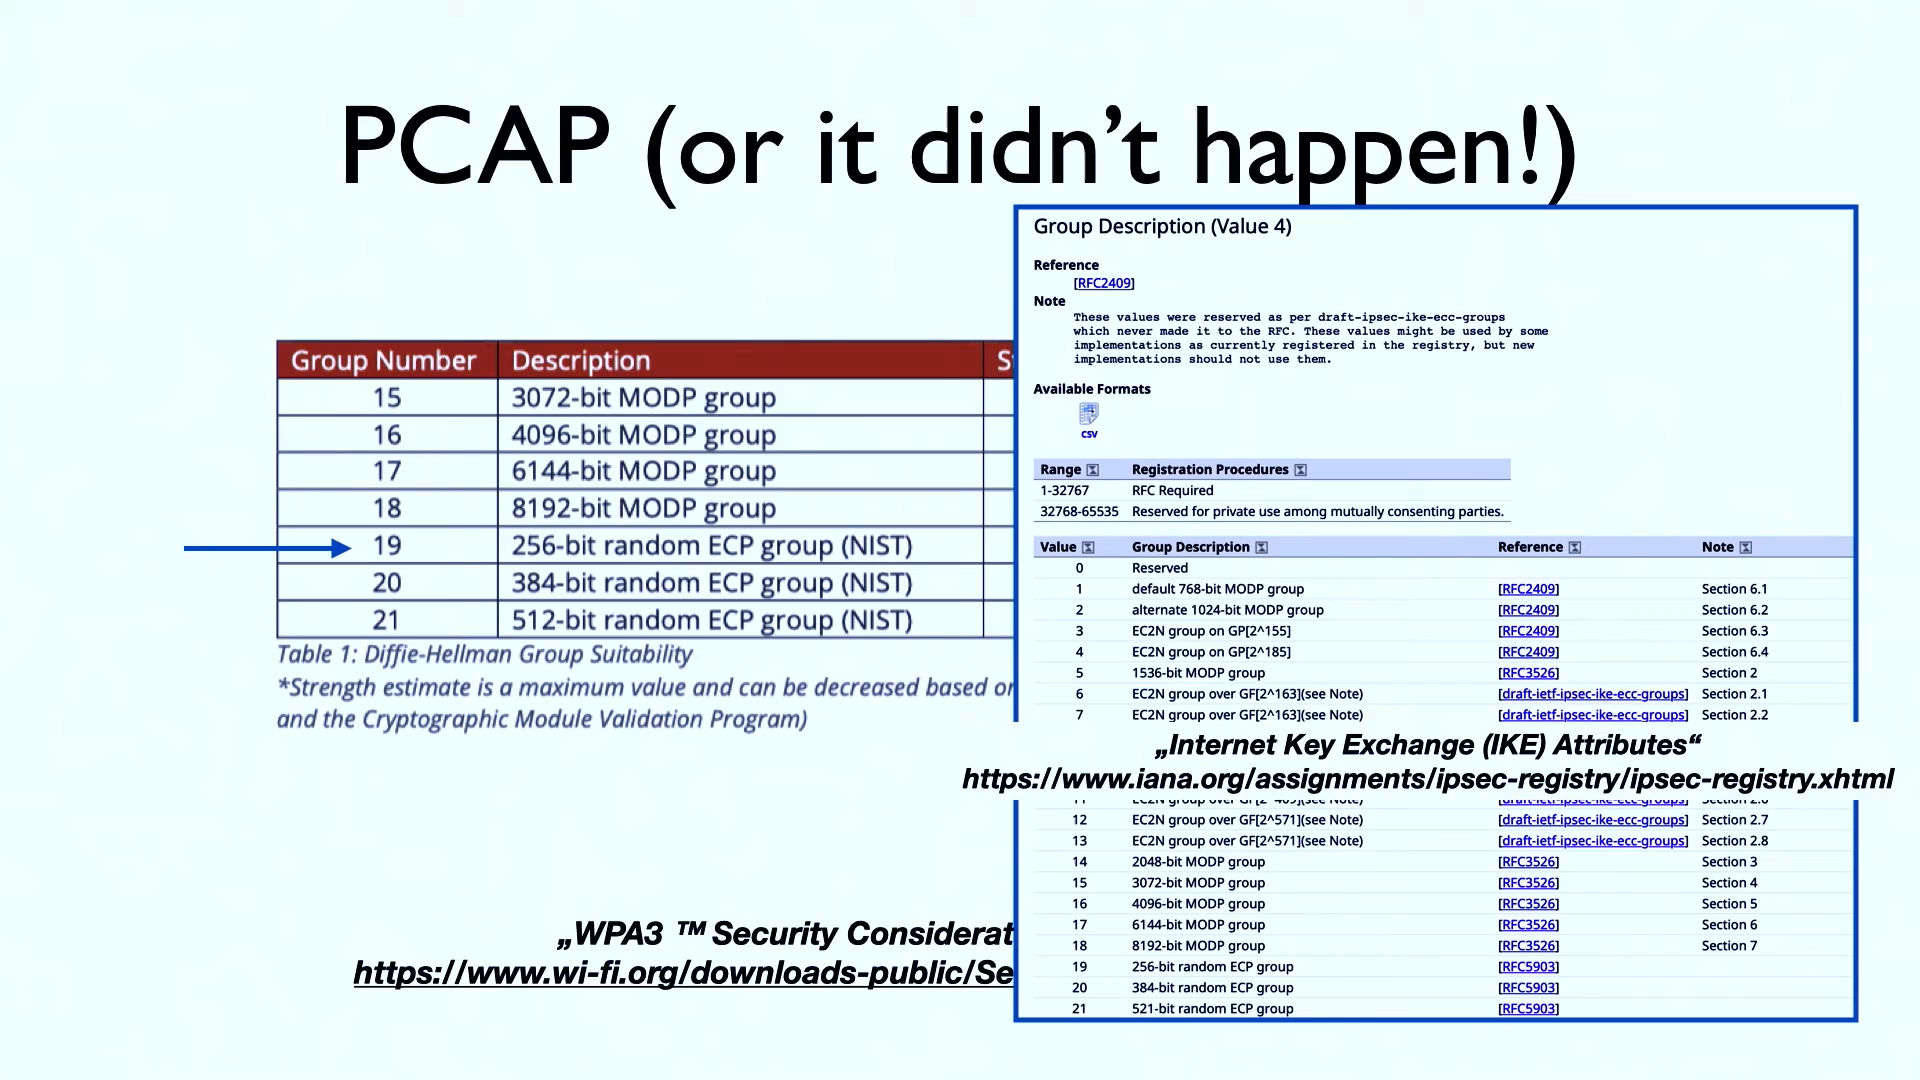 PCAP (or it didn’t happen!)
Group Number Description
15 3072-bit MODP group
16 4096-bit MODP group
17 6144-bit MODP group
18 8192-bit MODP group
19 256-bit random ECP group (NIST)
20 384-bit random ECP group (NIST)
21 512-bit random ECP group (NIST)
Table 1: Diffie-Hellman Group Suitability
*Strength estimate is a maximum value and can be decreased based on
and the Cryptographic Module Validation Program)
„WPA3 ™ Security Considerat
https://www.wi-fi.org/downloads-public/Se
Group Description (Value 4)
Reference
[RFC2409]
Note
These values were reserved as per draft-ipsec-ike-ecc-groups
which never made it to the RFC. These values might be used by some
implementations as currently registered in the registry, but new
implementations should not use them.
Available Formats
CSV
Range Registration Procedures
1-32767 RFC Required
32768-65535 Reserved for private use among mutually consenting parties.
Value Group Description Reference Note
0 Reserved
1 default 768-bit MODP group [RFC2409] Section 6.1
2 alternate 1024-bit MODP group [RFC2409] Section 6.2
3 EC2N group on GP[2^155] [RFC2409] Section 6.3
4 EC2N group on GP[2^185] [RFC2409] Section 6.4
5 1536-bit MODP group [RFC3526] Section 2
6 EC2N group over GF[2^163](see Note) [draft-ietf-ipsec-ike-ecc-groups] Section 2.1
7 EC2N group over GF[2^163](see Note) [draft-ietf-ipsec-ike-ecc-groups] Section 2.2
„Internet Key Exchange (IKE) Attributes“
https://www.iana.org/assignments/ipsec-registry/ipsec-registry.xhtml
12 EC2N group over GF[2^571](see Note) [draft-ietf-ipsec-ike-ecc-groups] Section 2.7
13 EC2N group over GF[2^571](see Note) [draft-ietf-ipsec-ike-ecc-groups] Section 2.8
14 2048-bit MODP group [RFC3526] Section 3
15 3072-bit MODP group [RFC3526] Section 4
16 4096-bit MODP group [RFC3526] Section 5
17 6144-bit MODP group [RFC3526] Section 6
18 8192-bit MODP group [RFC3526] Section 7
19 256-bit random ECP group [RFC5903]
20 384-bit random ECP group [RFC5903]
21 521-bit random ECP group [RFC5903]